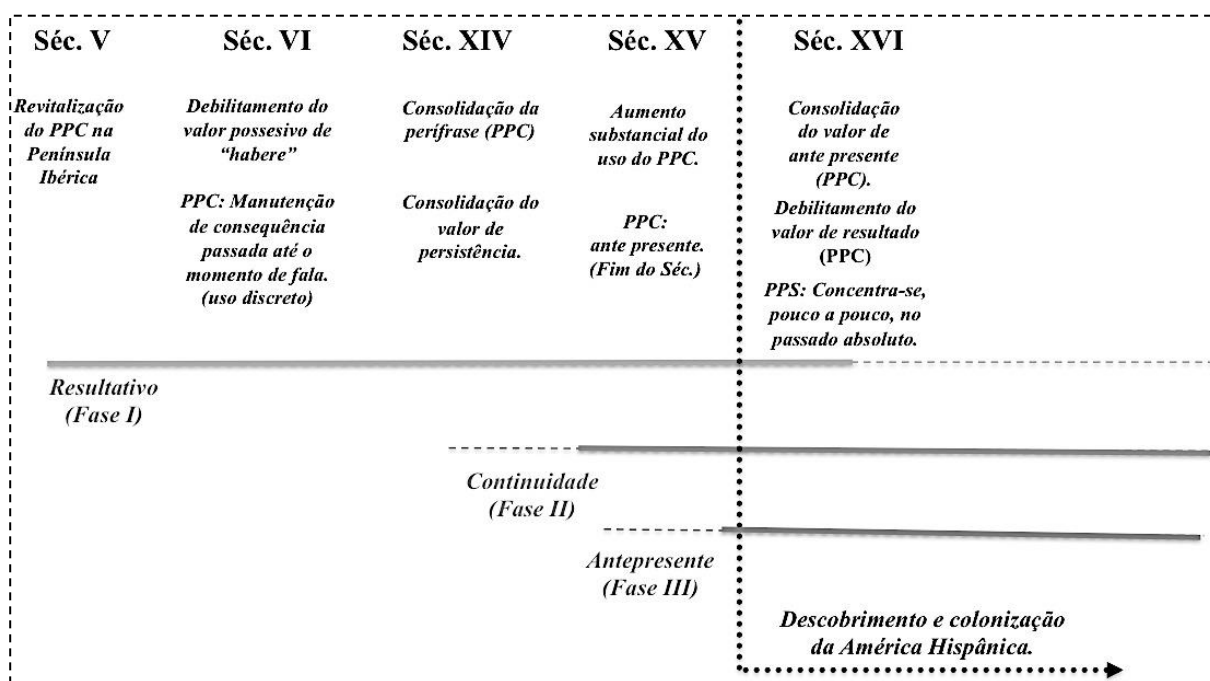 Séc. V
Revitalização
do PPC na
Península
Ibérica
Séc. VI
Debilitamento do
valor possesivo de
“habere”
PPC: Manutenção
de consequência
passada até o
momento de fala.
(uso discreto)
Séc. XIV
Consolidação da
perífrase (PPC)
Consolidação do
valor de
persistência.
Séc. XV
Aumento
substancial do
uso do PPC.
PPC:
ante presente.
(Fim do Séc.)
Séc. XVI
Consolidação
do valor de
ante presente
(PPC).
Debilitamento do
valor de resultado
(PPC)
PPS: Concentra-se,
pouco a pouco, no
passado absoluto.
Resultativo
(Fase I)
Continuidade
(Fase II)
Antepresente
(Fase III)
Descobrimento e colonização
da América Hispânica.